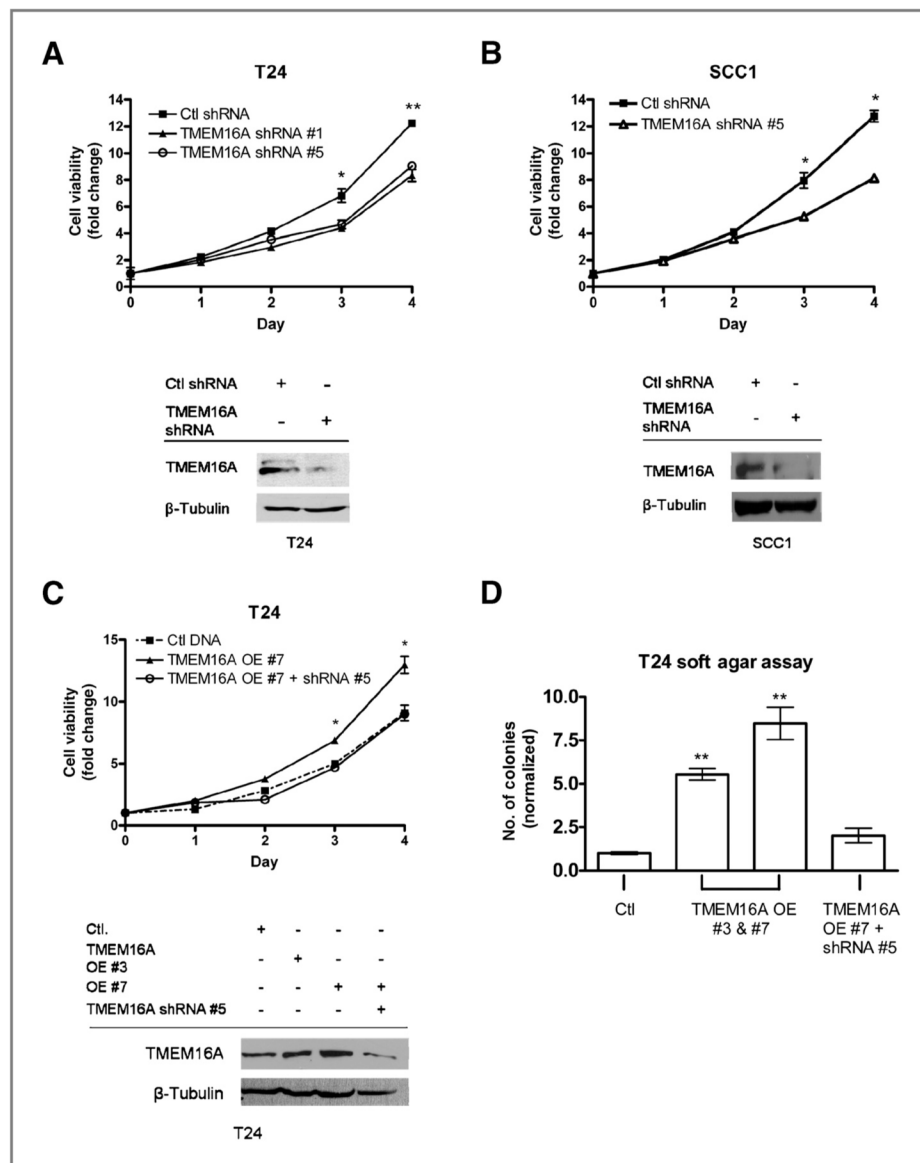 A
T24
Ctl shRNA
TMEM16A shRNA #1
TMEM16A shRNA #5
*
**
Cell viability
(fold change)
14
12
10
8
6
4
2
0
0 1 2 3 4
Day
Ctl shRNA + -
TMEM16A
shRNA - +
TMEM16A
β-Tubulin
T24
B
SCC1
Ctl shRNA
TMEM16A shRNA #5
*
*
Cell viability
(fold change)
14
12
10
8
6
4
2
0
0 1 2 3 4
Day
Ctl shRNA + -
TMEM16A
shRNA - +
TMEM16A
β-Tubulin
SCC1
C
T24
Ctl DNA
TMEM16A OE #7
TMEM16A OE #7 + shRNA #5
*
*
Cell viability
(fold change)
15
10
5
0
0 1 2 3 4
Day
Ctl. + - - -
TMEM16A
OE #3 - + - -
OE #7 - - + +
TMEM16A shRNA #5 - - - +
TMEM16A
β-Tubulin
T24
D
T24 soft agar assay
No. of colonies
(normalized)
10.0
7.5
5.0
2.5
0.0
**
**
Ctl
TMEM16A OE
#3 & #7
TMEM16A
OE #7 +
shRNA #5